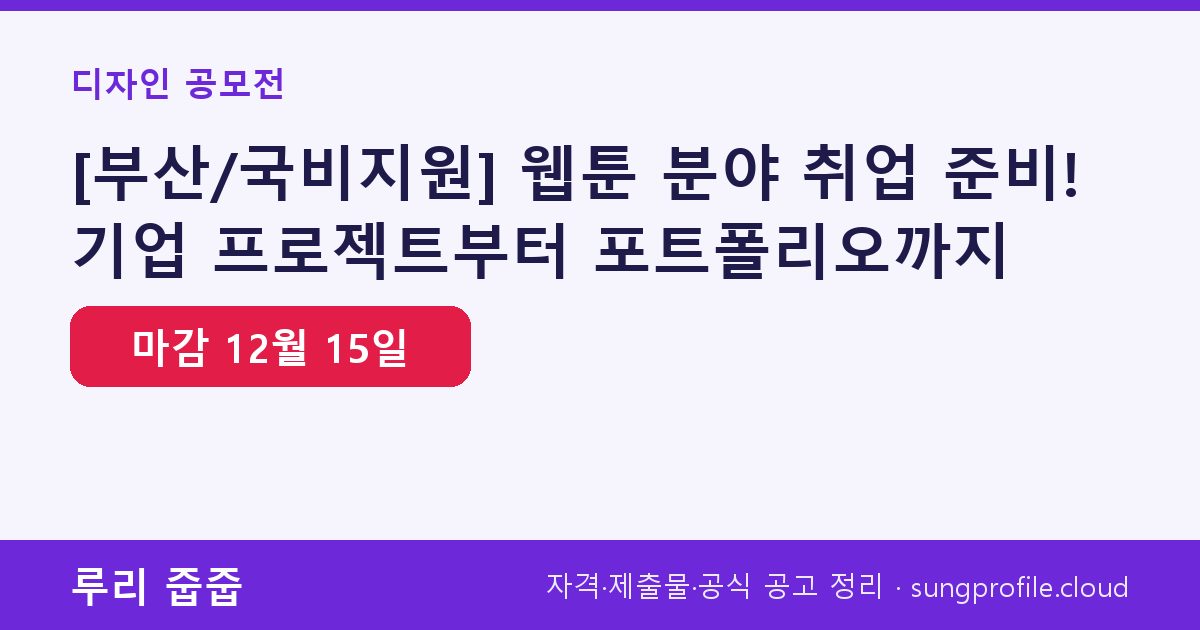 디자인 공모전
[부산/국비지원] 웹툰 분야 취업 준비!
기업 프로젝트부터 포트폴리오까지
마감 12월 15일
루리 줍줍
자격·제출물·공식 공고 정리 · sungprofile.cloud